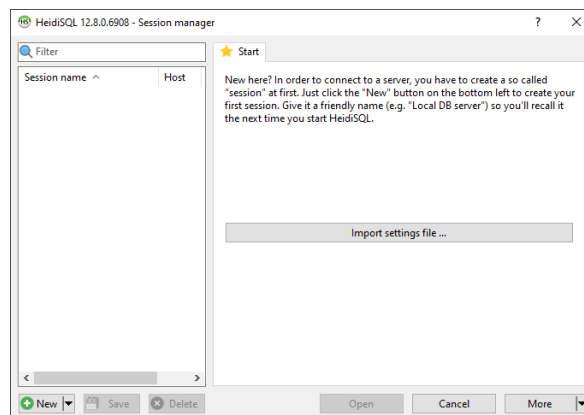 HeidiSQL 12.8.0.6908 - Session manager
?
Filter
Start
Session name
Host
New here? In order to connect to a server, you have to create a so called
"session" at first. Just click the "New" button on the bottom left to create your
first session. Give it a friendly name (e.g. "Local DB server") so you'll recall it
the next time you start HeidiSQL.
Import settings file ...
New
Save
Delete
Open
Cancel
More